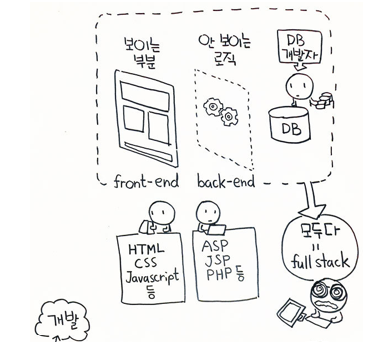 보이는
부분
안 보이는
로직
DB
개발자
DB
front-end
back-end
HTML
CSS
Javascript
등
ASP
JSP
PHP 등
모두다
=
full stack
개발